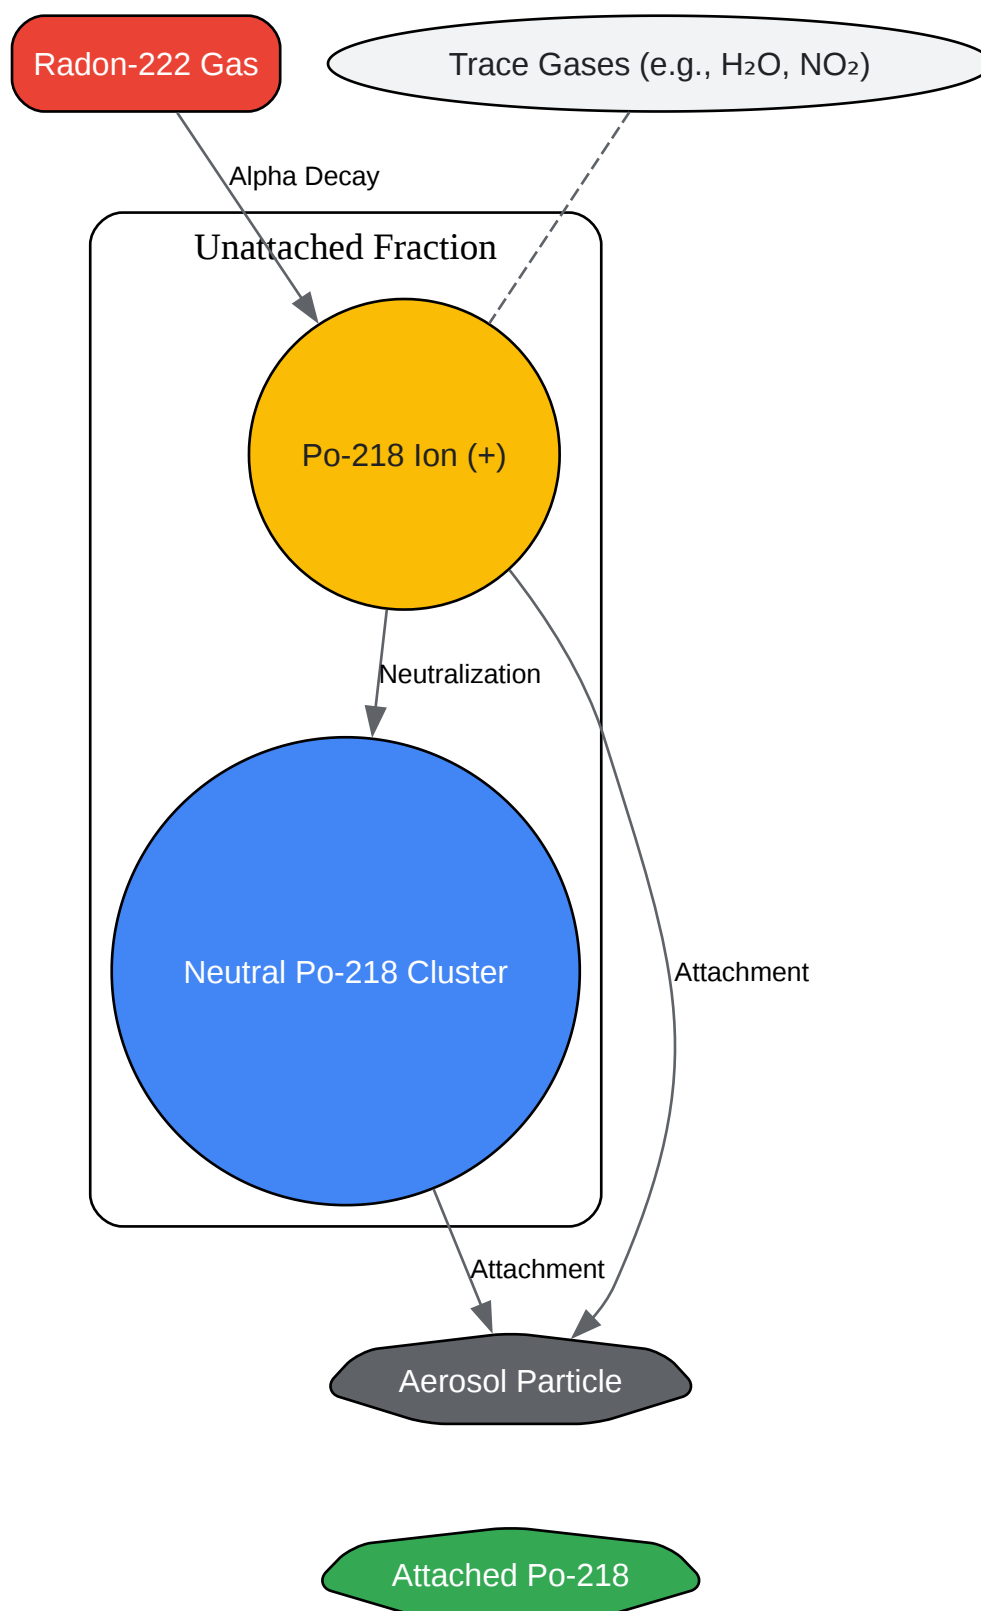 Radon-222 Gas
Trace Gases (e.g., H₂O, NO₂)
Alpha Decay
Unattached Fraction
Po-218 Ion (+)
Neutralization
Neutral Po-218 Cluster
Attachment
Attachment
Aerosol Particle
Attached Po-218